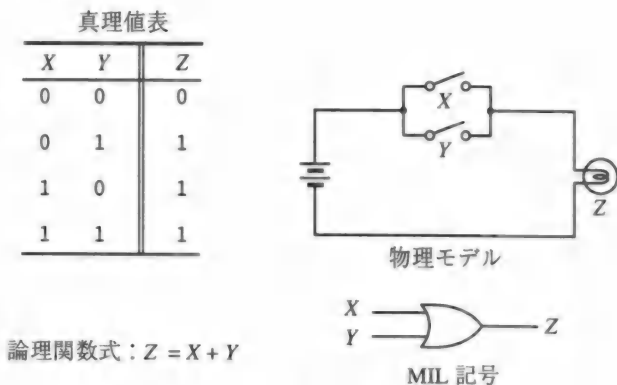 真理値表
X Y Z
0 0 0
0 1 1
1 0 1
1 1 1
論理関数式：Z = X + Y
X
Y
Z
物理モデル
X
Y
Z
MIL 記号